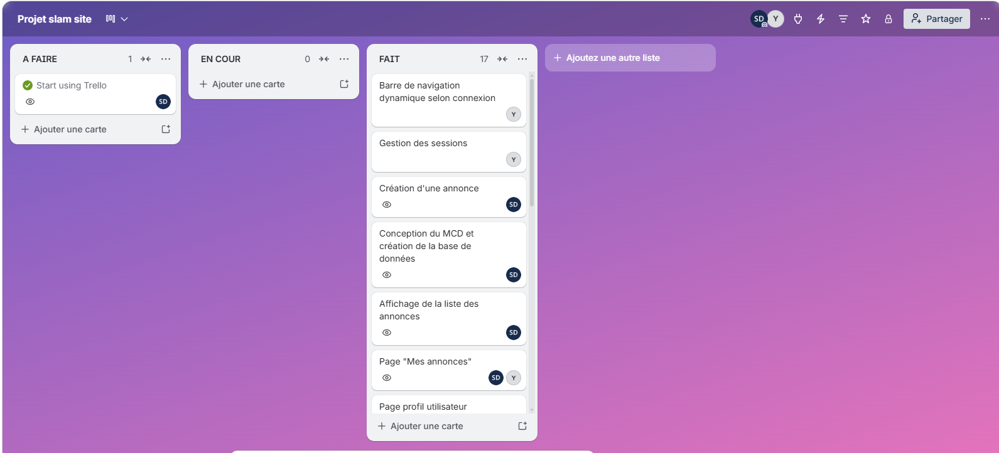 Projet slam site
SD
Y
Partager
A FAIRE
1
Start using Trello
SD
Ajouter une carte
EN COUR
0
Ajouter une carte
FAIT
17
Barre de navigation
dynamique selon connexion
Y
Gestion des sessions
Y
Création d'une annonce
SD
Conception du MCD et
création de la base de
données
SD
Affichage de la liste des
annonces
SD
Page "Mes annonces"
SD Y
Page profil utilisateur
Ajouter une carte
Ajoutez une autre liste